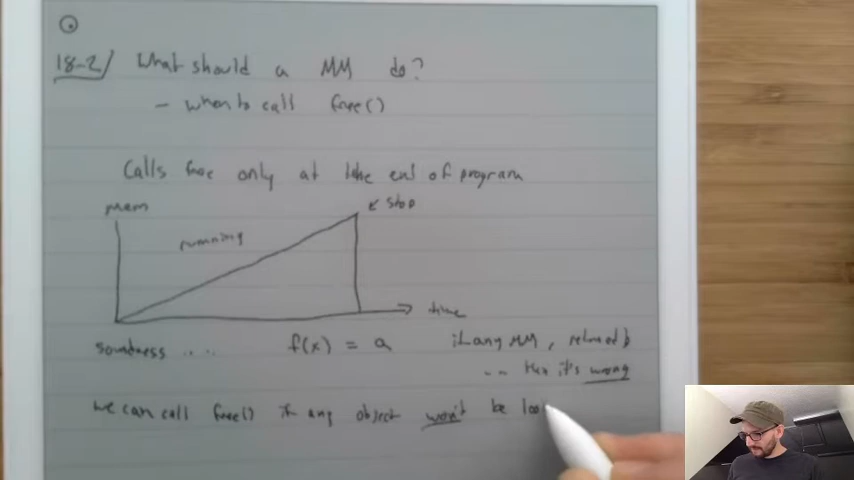 18-2/ What should a MM do?
- when to call free()
Calls free only at the end of program
mem
stop
running
time
soundness ....
f(x) = a
if any MM, returned b
-- then it's wrong
we can call free() if any object won't be loo